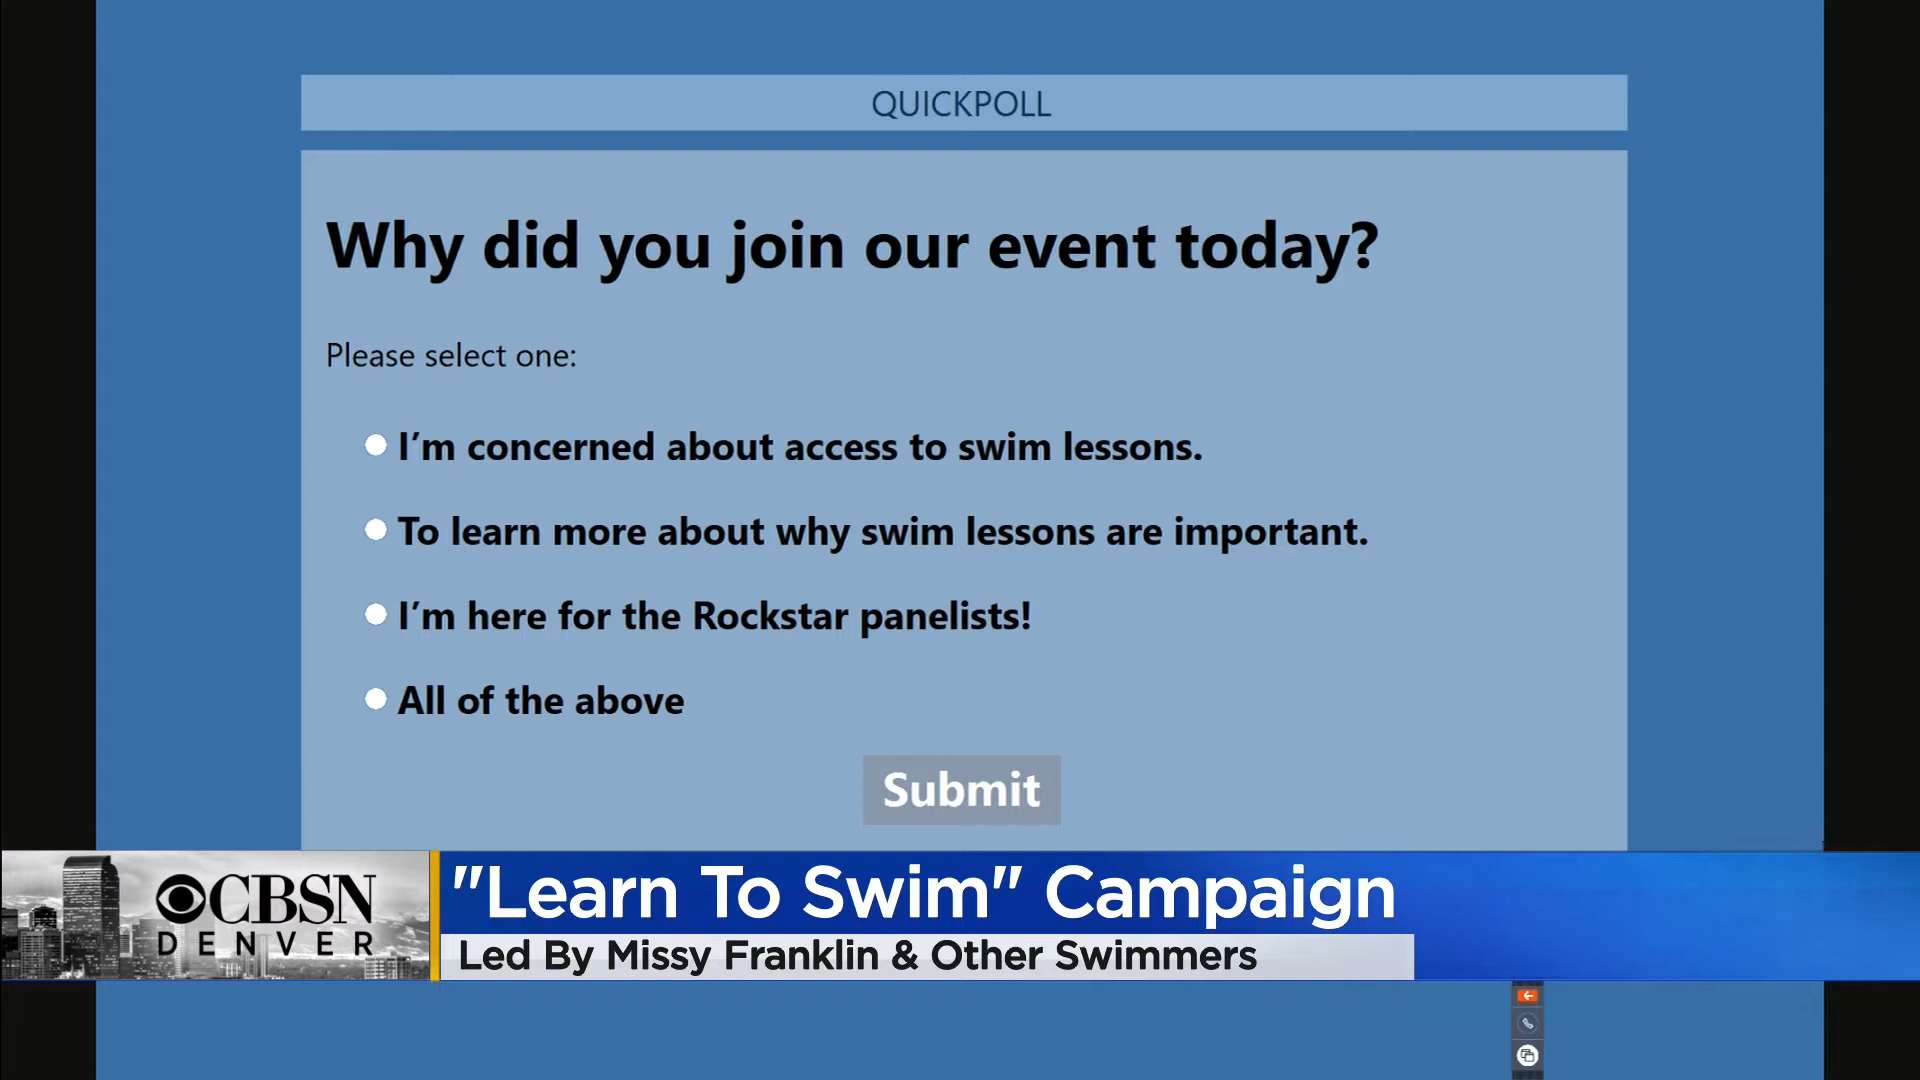 QUICKPOLL
Why did you join our event today?
Please select one:
I’m concerned about access to swim lessons.
To learn more about why swim lessons are important.
I’m here for the Rockstar panelists!
All of the above
Submit
CBSN
DENVER
"Learn To Swim" Campaign
Led By Missy Franklin & Other Swimmers